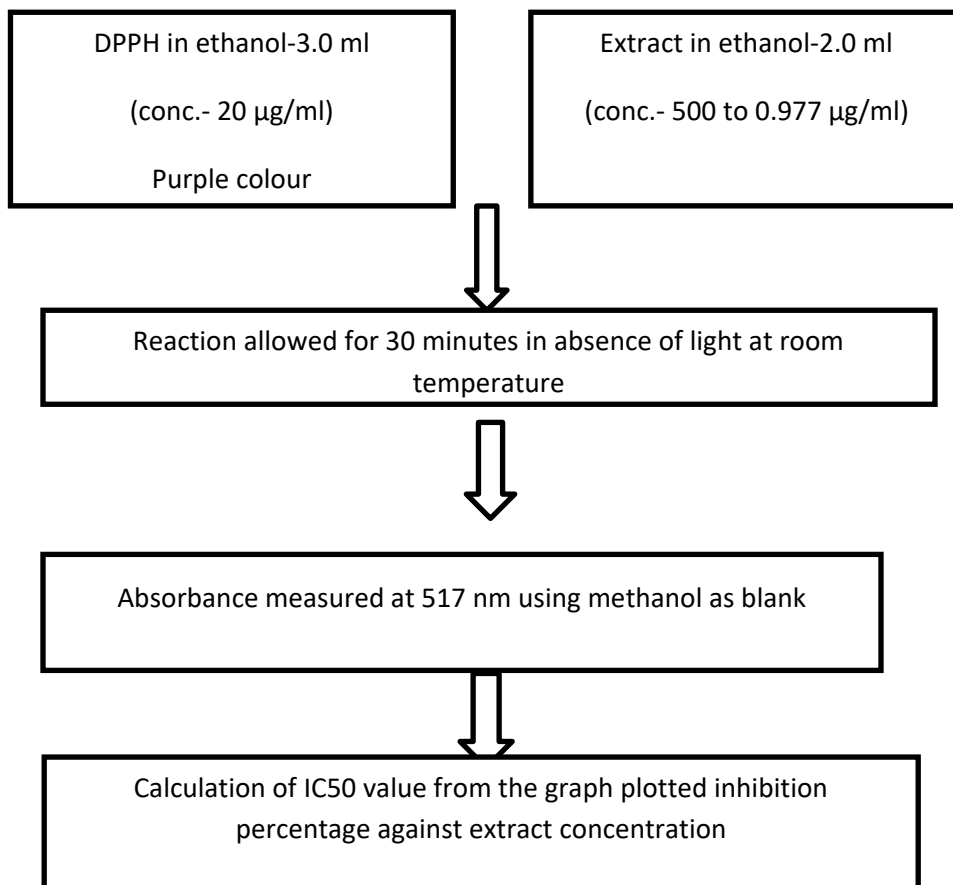 DPPH in ethanol-3.0 ml
(conc.- 20 µg/ml)
Purple colour
Extract in ethanol-2.0 ml
(conc.- 500 to 0.977 µg/ml)
Reaction allowed for 30 minutes in absence of light at room
temperature
Absorbance measured at 517 nm using methanol as blank
Calculation of IC50 value from the graph plotted inhibition
percentage against extract concentration